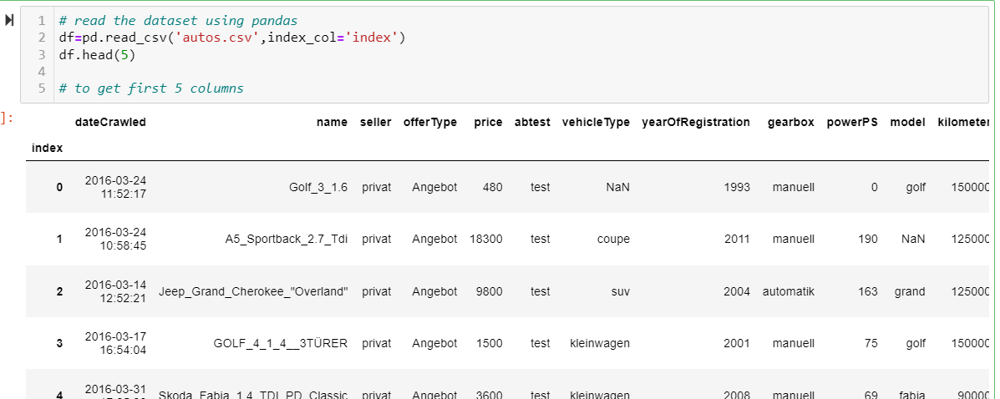 1 # read the dataset using pandas
2 df=pd.read_csv('autos.csv',index_col='index')
3 df.head(5)
4
5 # to get first 5 columns
]:
dateCrawled name seller offerType price abtest vehicleType yearOfRegistration gearbox powerPS model kilometer
index
0 2016-03-24 11:52:17 Golf_3_1.6 privat Angebot 480 test NaN 1993 manuell 0 golf 150000
1 2016-03-24 10:58:45 A5_Sportback_2.7_Tdi privat Angebot 18300 test coupe 2011 manuell 190 NaN 125000
2 2016-03-14 12:52:21 Jeep_Grand_Cherokee_"Overland" privat Angebot 9800 test suv 2004 automatik 163 grand 125000
3 2016-03-17 16:54:04 GOLF_4_1_4__3TÜRER privat Angebot 1500 test kleinwagen 2001 manuell 75 golf 150000
4 2016-03-31 Skoda_Fabia_1.4_TDI_PD_Classic privat Angebot 3600 test kleinwagen 2008 manuell 69 fabia 90000